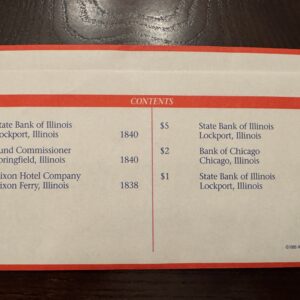 CONTENTS
tate Bank of Illinois
ockport, Illinois 1840
und Commissioner
pringfield, Illinois 1840
ixon Hotel Company
ixon Ferry, Illinois 1838
$5 State Bank of Illinois
Lockport, Illinois
$2 Bank of Chicago
Chicago, Illinois
$1 State Bank of Illinois
Lockport, Illinois